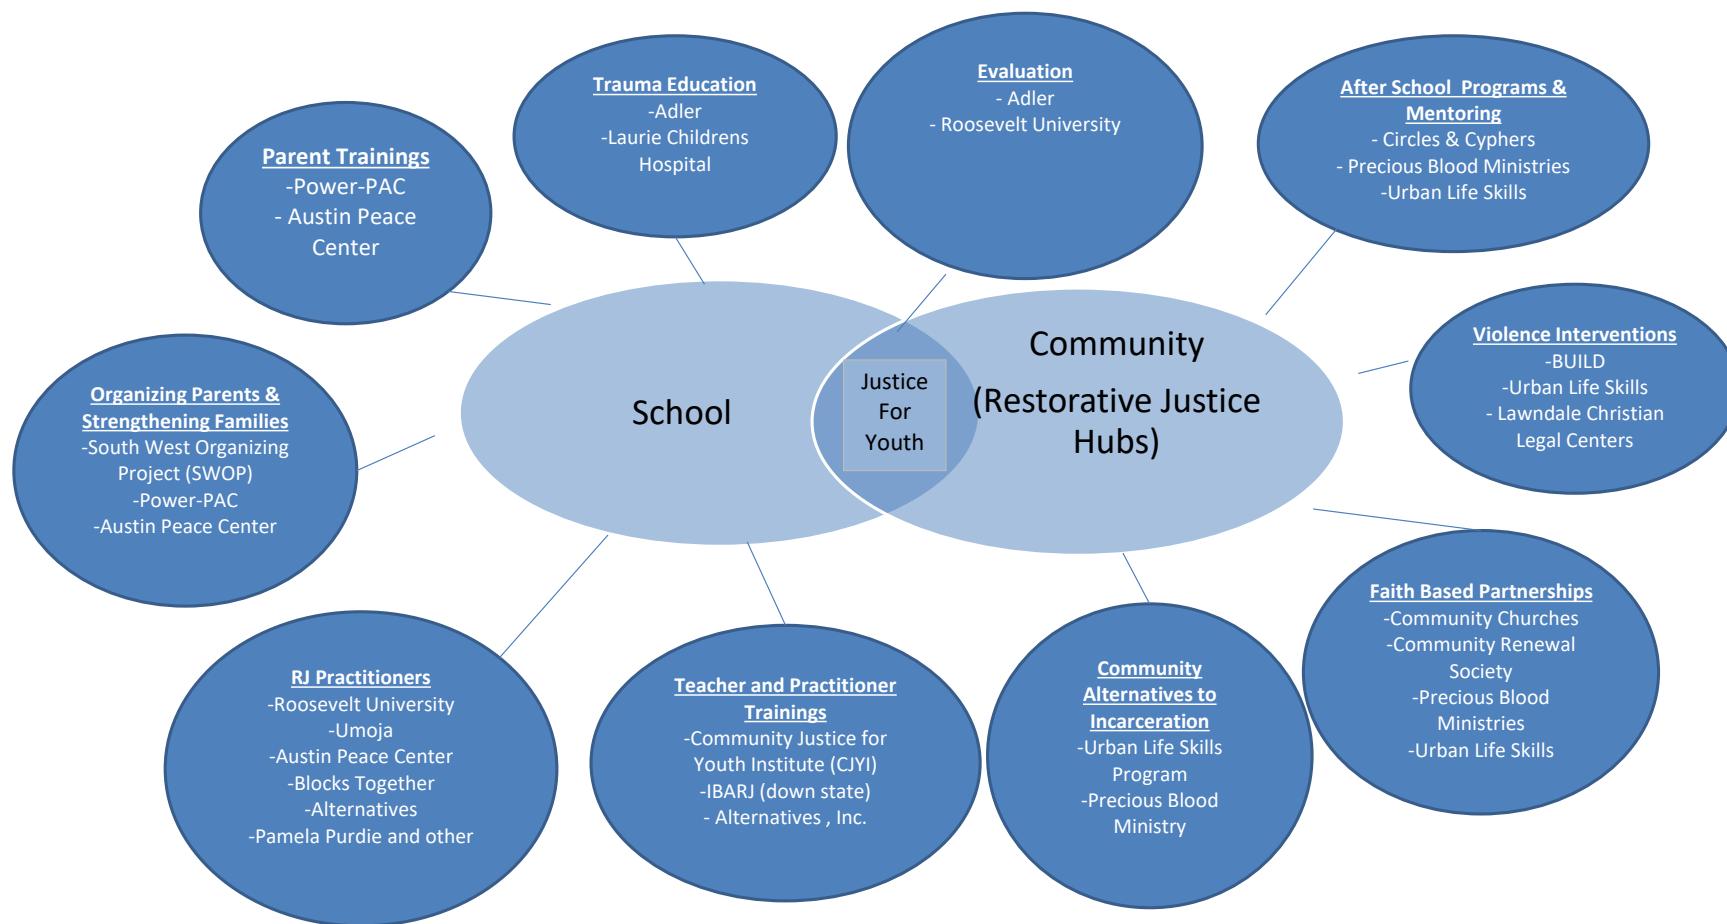 Trauma Education
-Adler
-Laurie Childrens
Hospital
Evaluation
- Adler
- Roosevelt University
After School Programs &
Mentoring
- Circles & Cyphers
- Precious Blood Ministries
-Urban Life Skills
Parent Trainings
-Power-PAC
- Austin Peace
Center
Organizing Parents &
Strengthening Families
-South West Organizing
Project (SWOP)
-Power-PAC
-Austin Peace Center
School
Justice
For
Youth
Community
(Restorative Justice
Hubs)
Violence Interventions
-BUILD
-Urban Life Skills
- Lawndale Christian
Legal Centers
RJ Practitioners
-Roosevelt University
-Umoja
-Austin Peace Center
-Blocks Together
-Alternatives
-Pamela Purdie and other
Teacher and Practitioner
Trainings
-Community Justice for
Youth Institute (CJYI)
-IBARJ (down state)
- Alternatives , Inc.
Community
Alternatives to
Incarceration
-Urban Life Skills
Program
-Precious Blood
Ministry
Faith Based Partnerships
-Community Churches
-Community Renewal
Society
-Precious Blood
Ministries
-Urban Life Skills